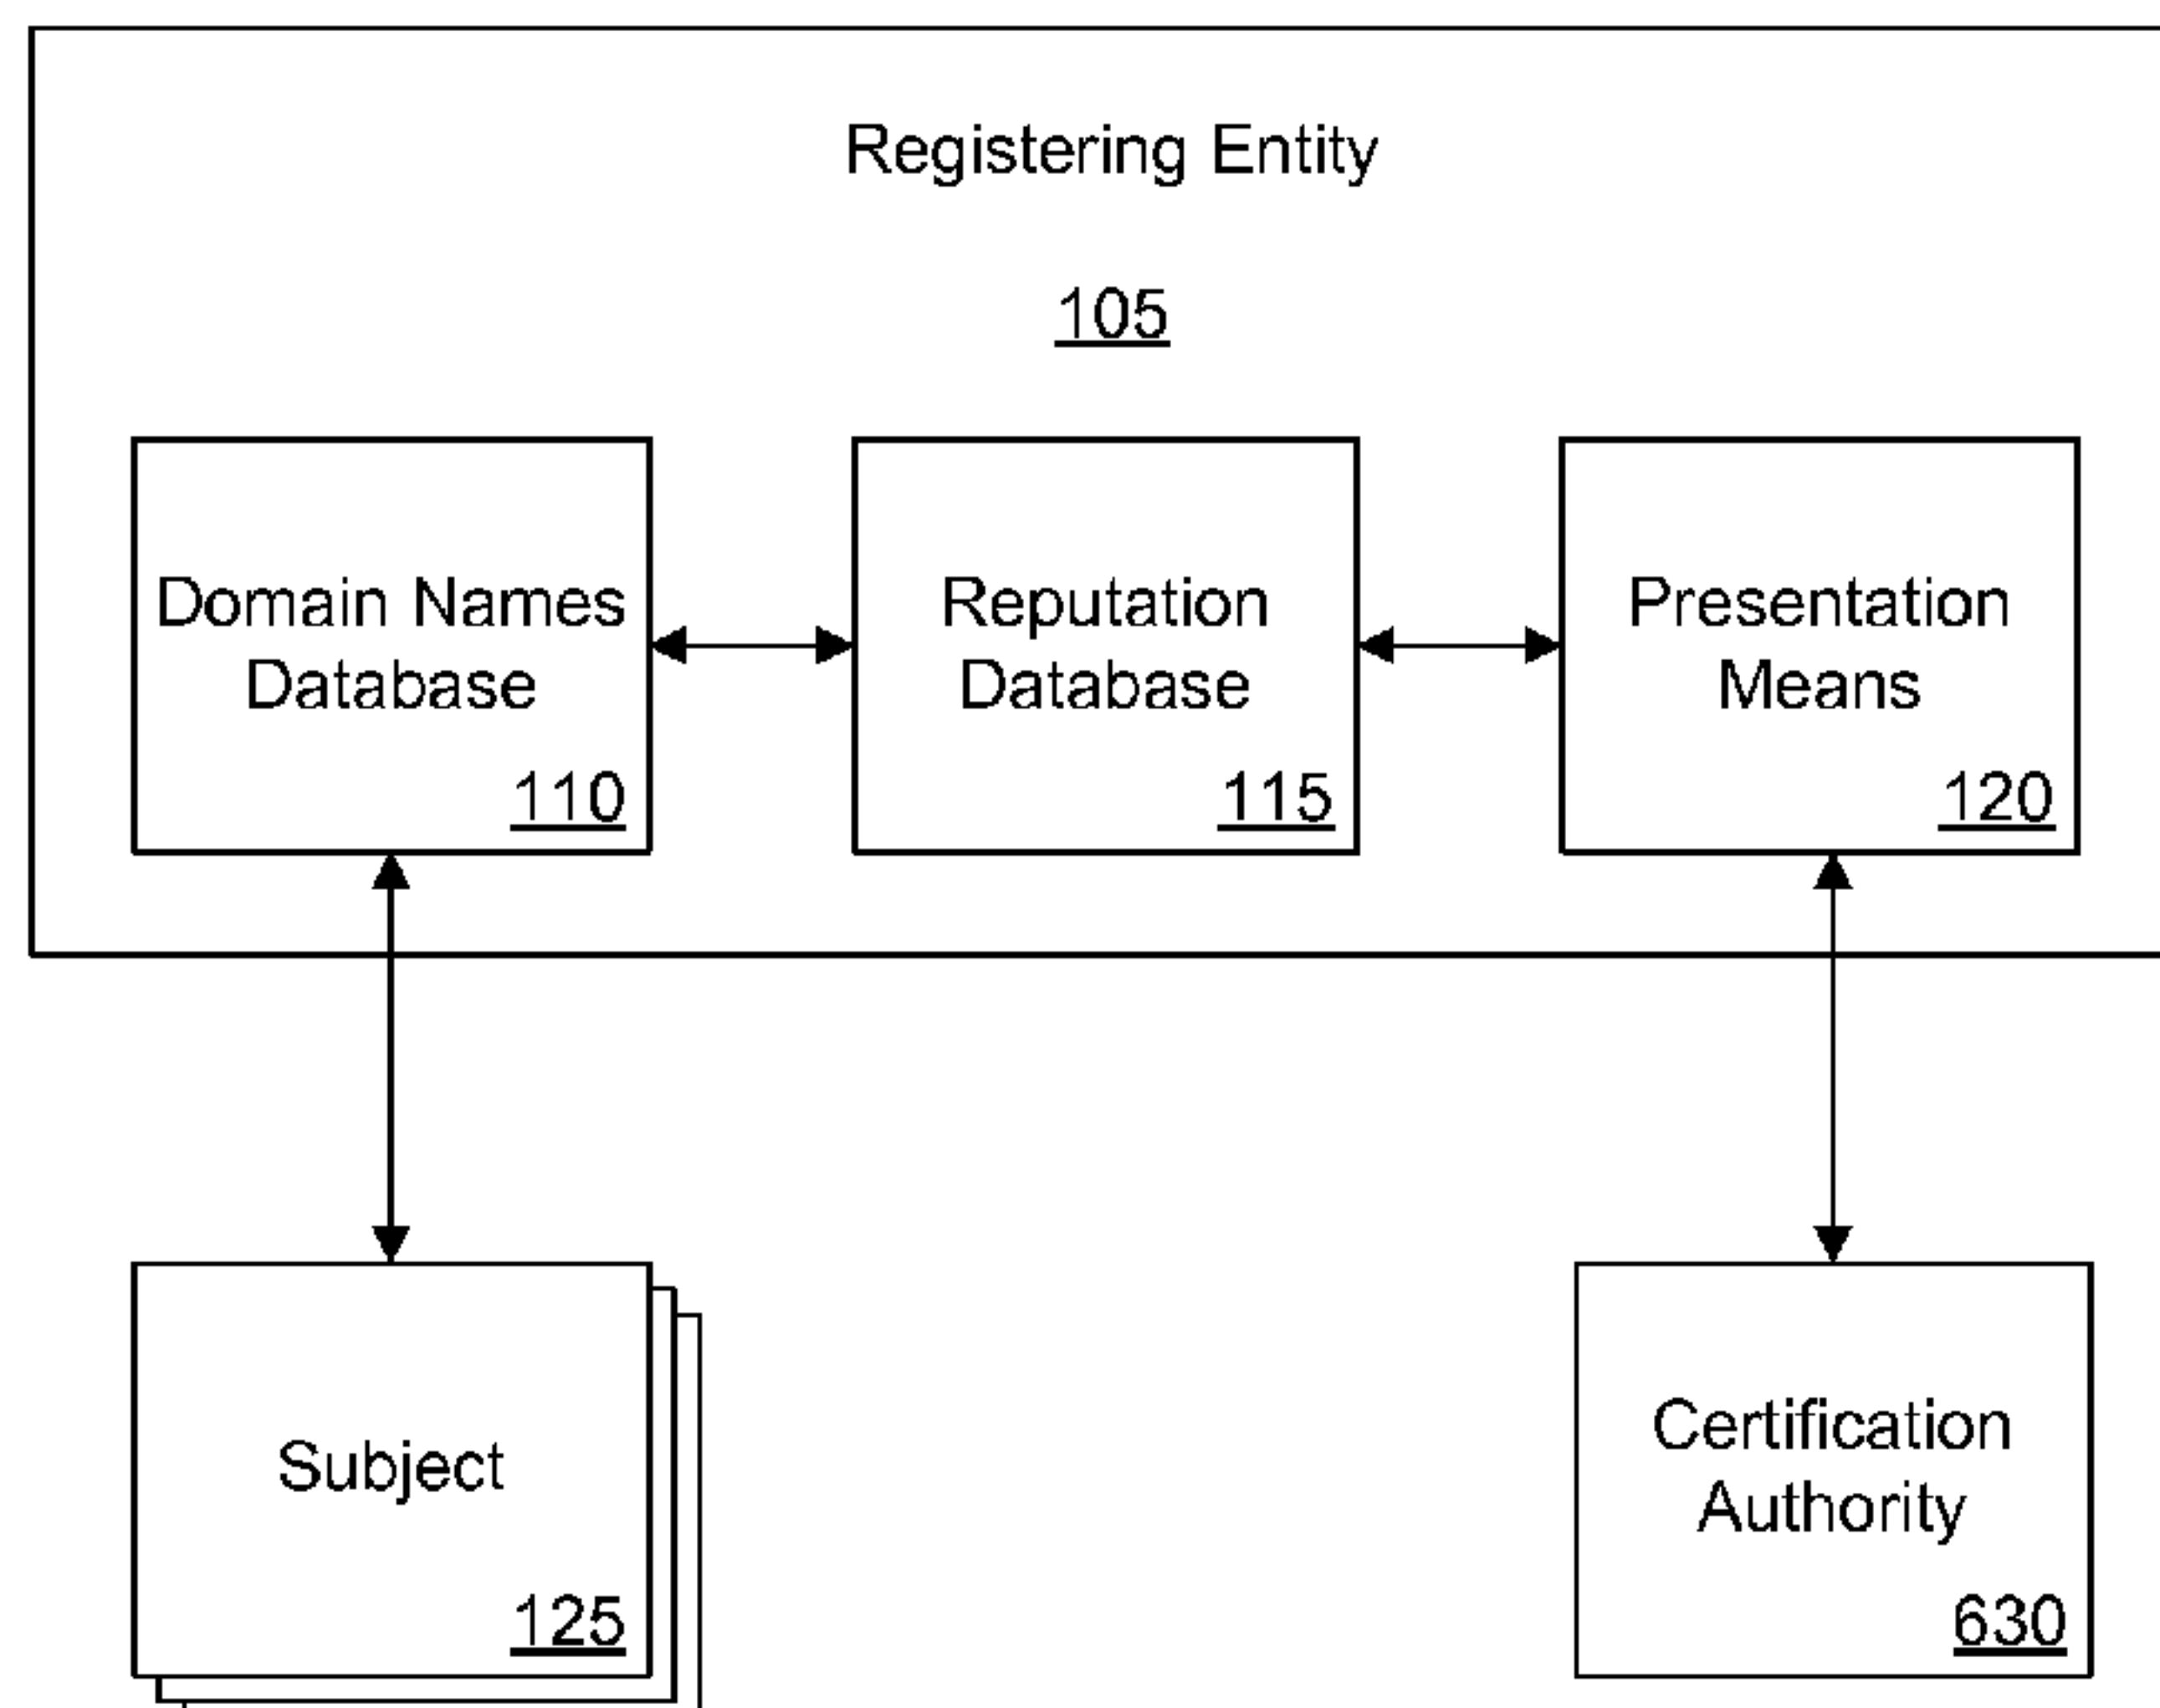 Registering Entity
105
Domain Names
Database
110
Reputation
Database
115
Presentation
Means
120
Subject
125
Certification
Authority
630